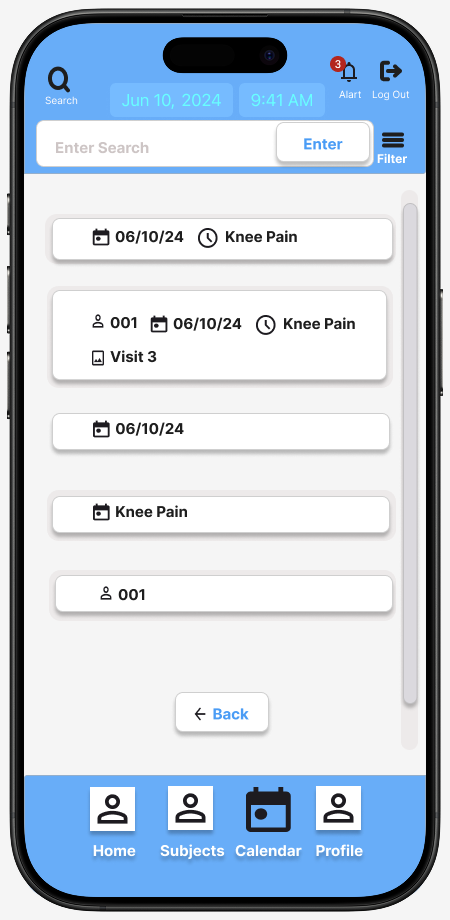 3
Search
Jun 10, 2024 9:41 AM
Alart Log Out
Enter Search Enter
Filter
06/10/24 Knee Pain
001 06/10/24 Knee Pain
Visit 3
06/10/24
Knee Pain
001
Back
Home Subjects Calendar Profile